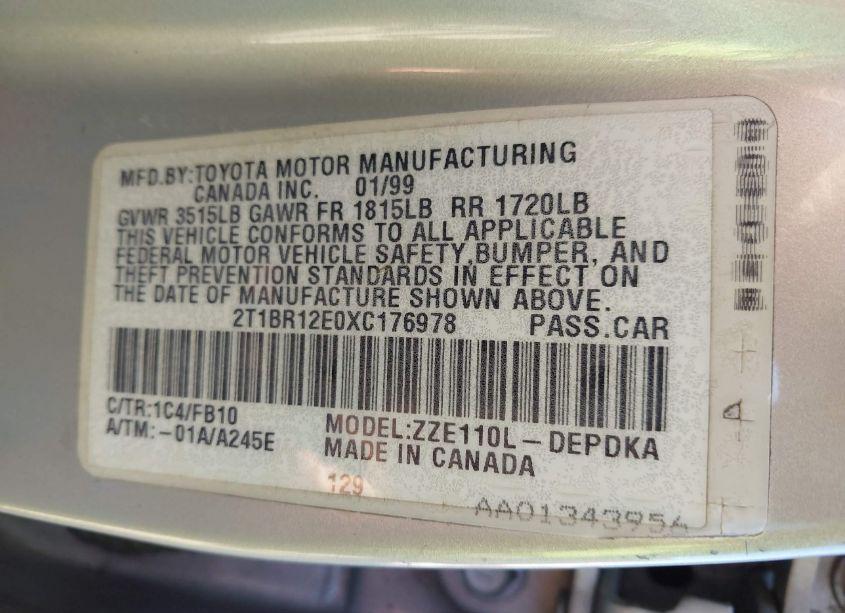 MFD.BY:TOYOTA MOTOR MANUFACTURING
CANADA INC. 01/99
GVWR 3515LB GAWR FR 1815LB RR 1720LB
THIS VEHICLE CONFORMS TO ALL APPLICABLE
FEDERAL MOTOR VEHICLE SAFETY,BUMPER, AND
THEFT PREVENTION STANDARDS IN EFFECT ON
THE DATE OF MANUFACTURE SHOWN ABOVE.
2T1BR12E0XC176978 PASS.CAR
C/TR:1C4/FB10
A/TM:-01A/A245E
MODEL:ZZE110L-DEPDKA
MADE IN CANADA
129
AA0134395A
A +